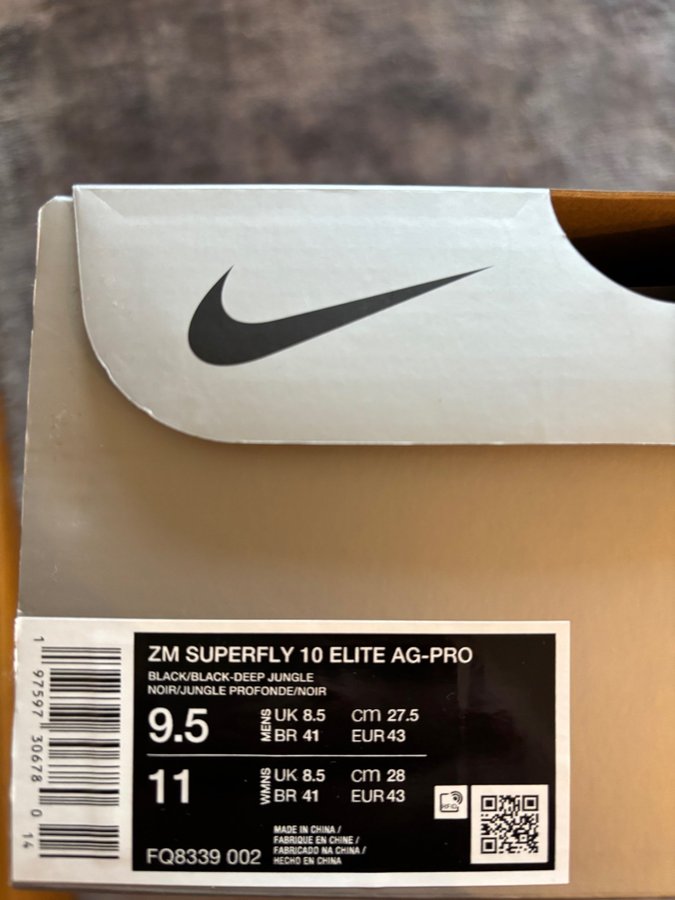 ZM SUPERFLY 10 ELITE AG-PRO
BLACK/BLACK-DEEP JUNGLE
NOIR/JUNGLE PROFONDE/NOIR
9.5 MENS UK 8.5 cm 27.5
BR 41 EUR 43
11 WMNS UK 8.5 cm 28
BR 41 EUR 43
RFID
FQ8339 002
MADE IN CHINA /
FABRIQUE EN CHINE /
FABRICADO NA CHINA /
HECHO EN CHINA
1 97597 30678 0 14